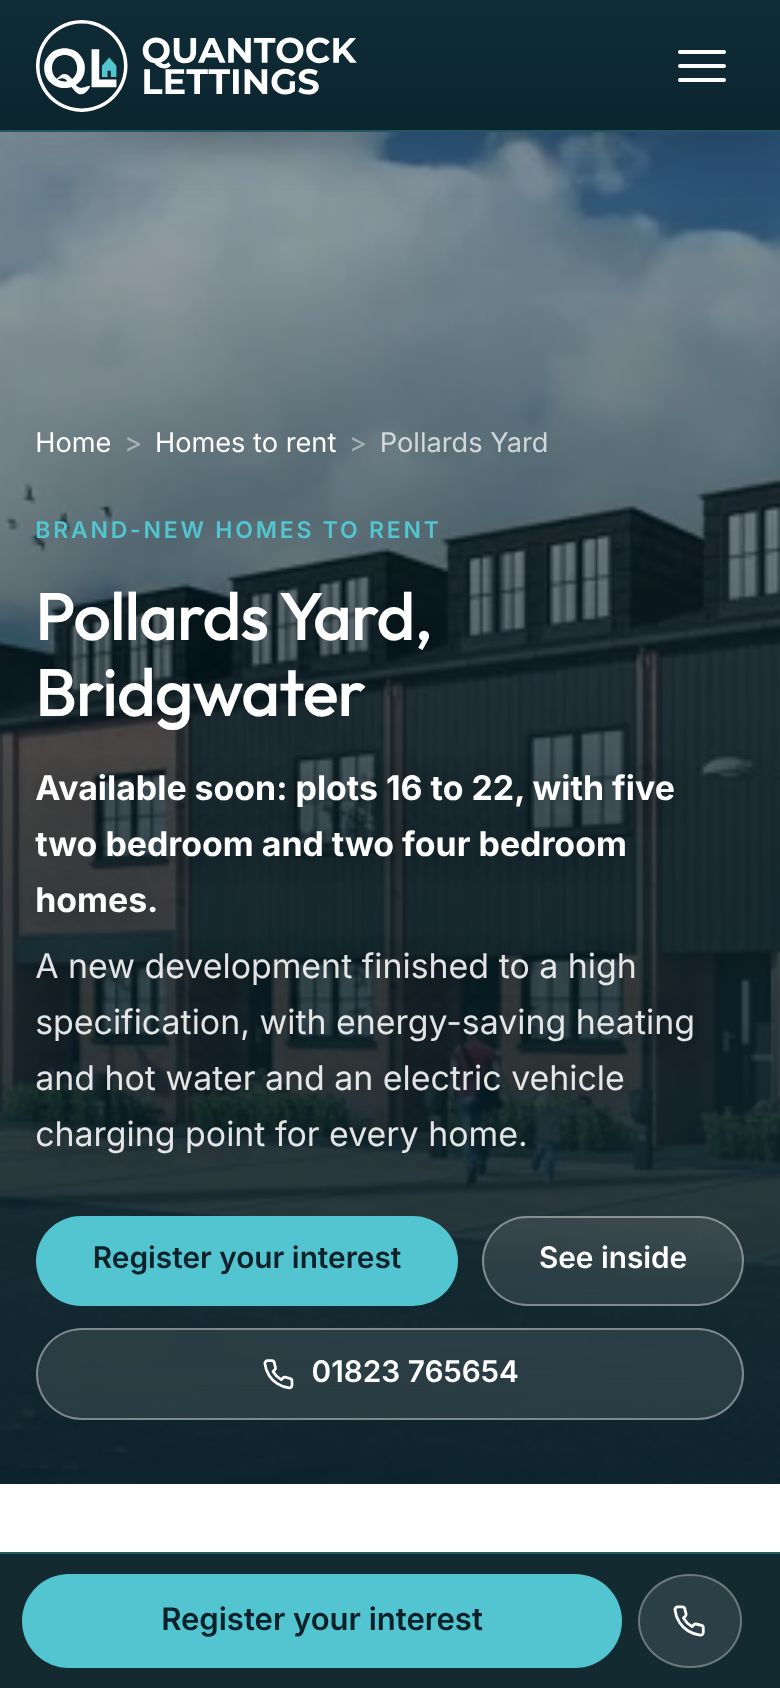 QL QUANTOCK
LETTINGS
Home > Homes to rent > Pollards Yard
BRAND-NEW HOMES TO RENT
Pollards Yard,
Bridgwater
Available soon: plots 16 to 22, with five
two bedroom and two four bedroom
homes.
A new development finished to a high
specification, with energy-saving heating
and hot water and an electric vehicle
charging point for every home.
Register your interest
See inside
01823 765654
Register your interest